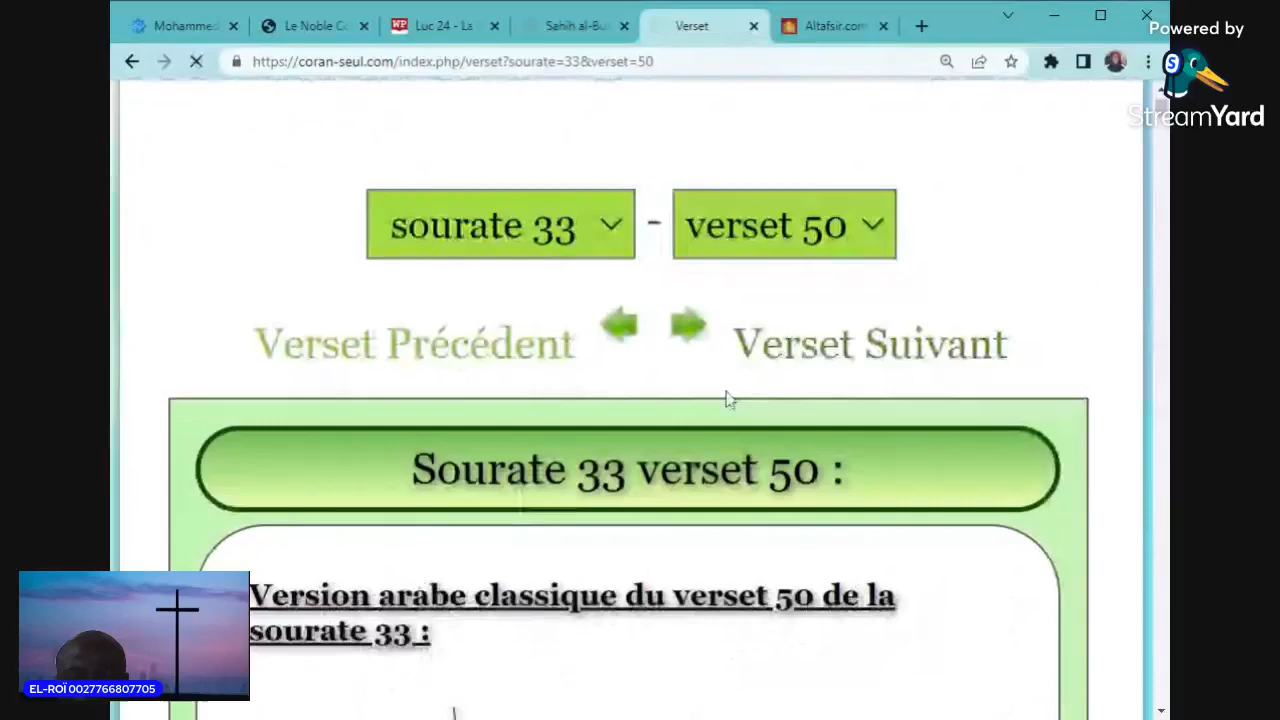 Mohammed
Le Noble Co
Luc 24 - La
Sahih al-Bu
Verset
Altafsir.com
Powered by
StreamYard
https://coran-seul.com/index.php/verset?sourate=33&verset=50
sourate 33 - verset 50
Verset Précédent Verset Suivant
Sourate 33 verset 50 :
Version arabe classique du verset 50 de la
sourate 33 :
EL-ROÏ 0027766807705